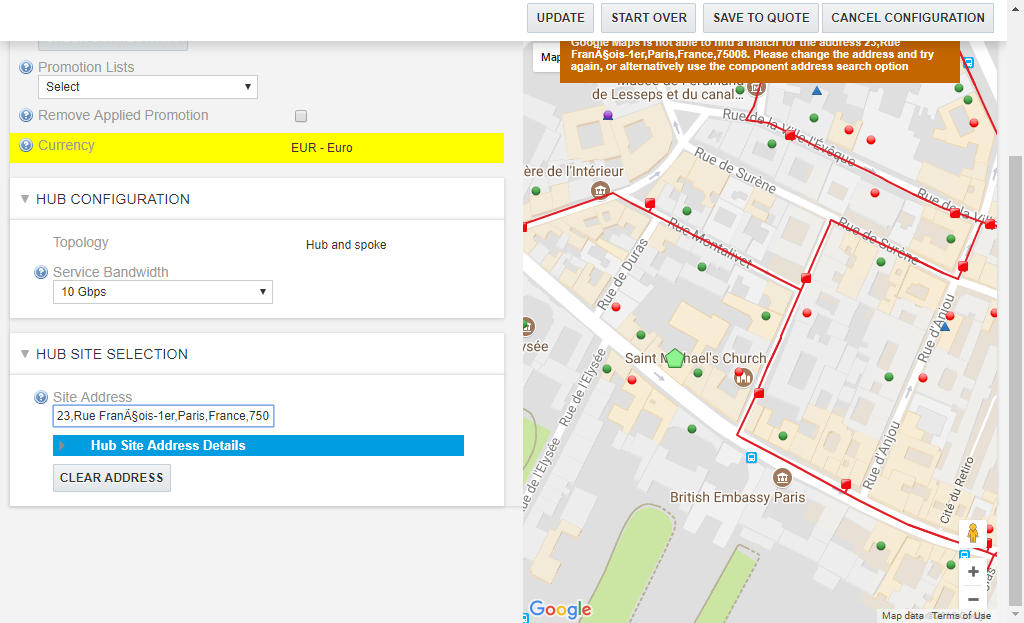 UPDATE
START OVER
SAVE TO QUOTE
CANCEL CONFIGURATION
Promotion Lists
Select
Remove Applied Promotion
Currency
EUR - Euro
HUB CONFIGURATION
Topology
Hub and spoke
Service Bandwidth
10 Gbps
HUB SITE SELECTION
Site Address
23,Rue FranÃ§ois-1er,Paris,France,750
Hub Site Address Details
CLEAR ADDRESS
Map
Google Maps is not able to find a match for the address 23,Rue
FranÃ§ois-1er,Paris,France,75008. Please change the address and try
again, or alternatively use the component address search option
de Lesseps et du canal...
Rue de la Ville l'Évêque
Rue de Surène
ère de l'Intérieur
Rue de la Vill
Rue Montalivet
Rue de Surène
Rue de Duras
Rue d'Anjou
ysée
Saint Michael's Church
Rue de l'Elysée
Rue d'Anjou
Rue de l'Elysée
Cité du Retiro
British Embassy Paris
Google
Map data
Terms of Use